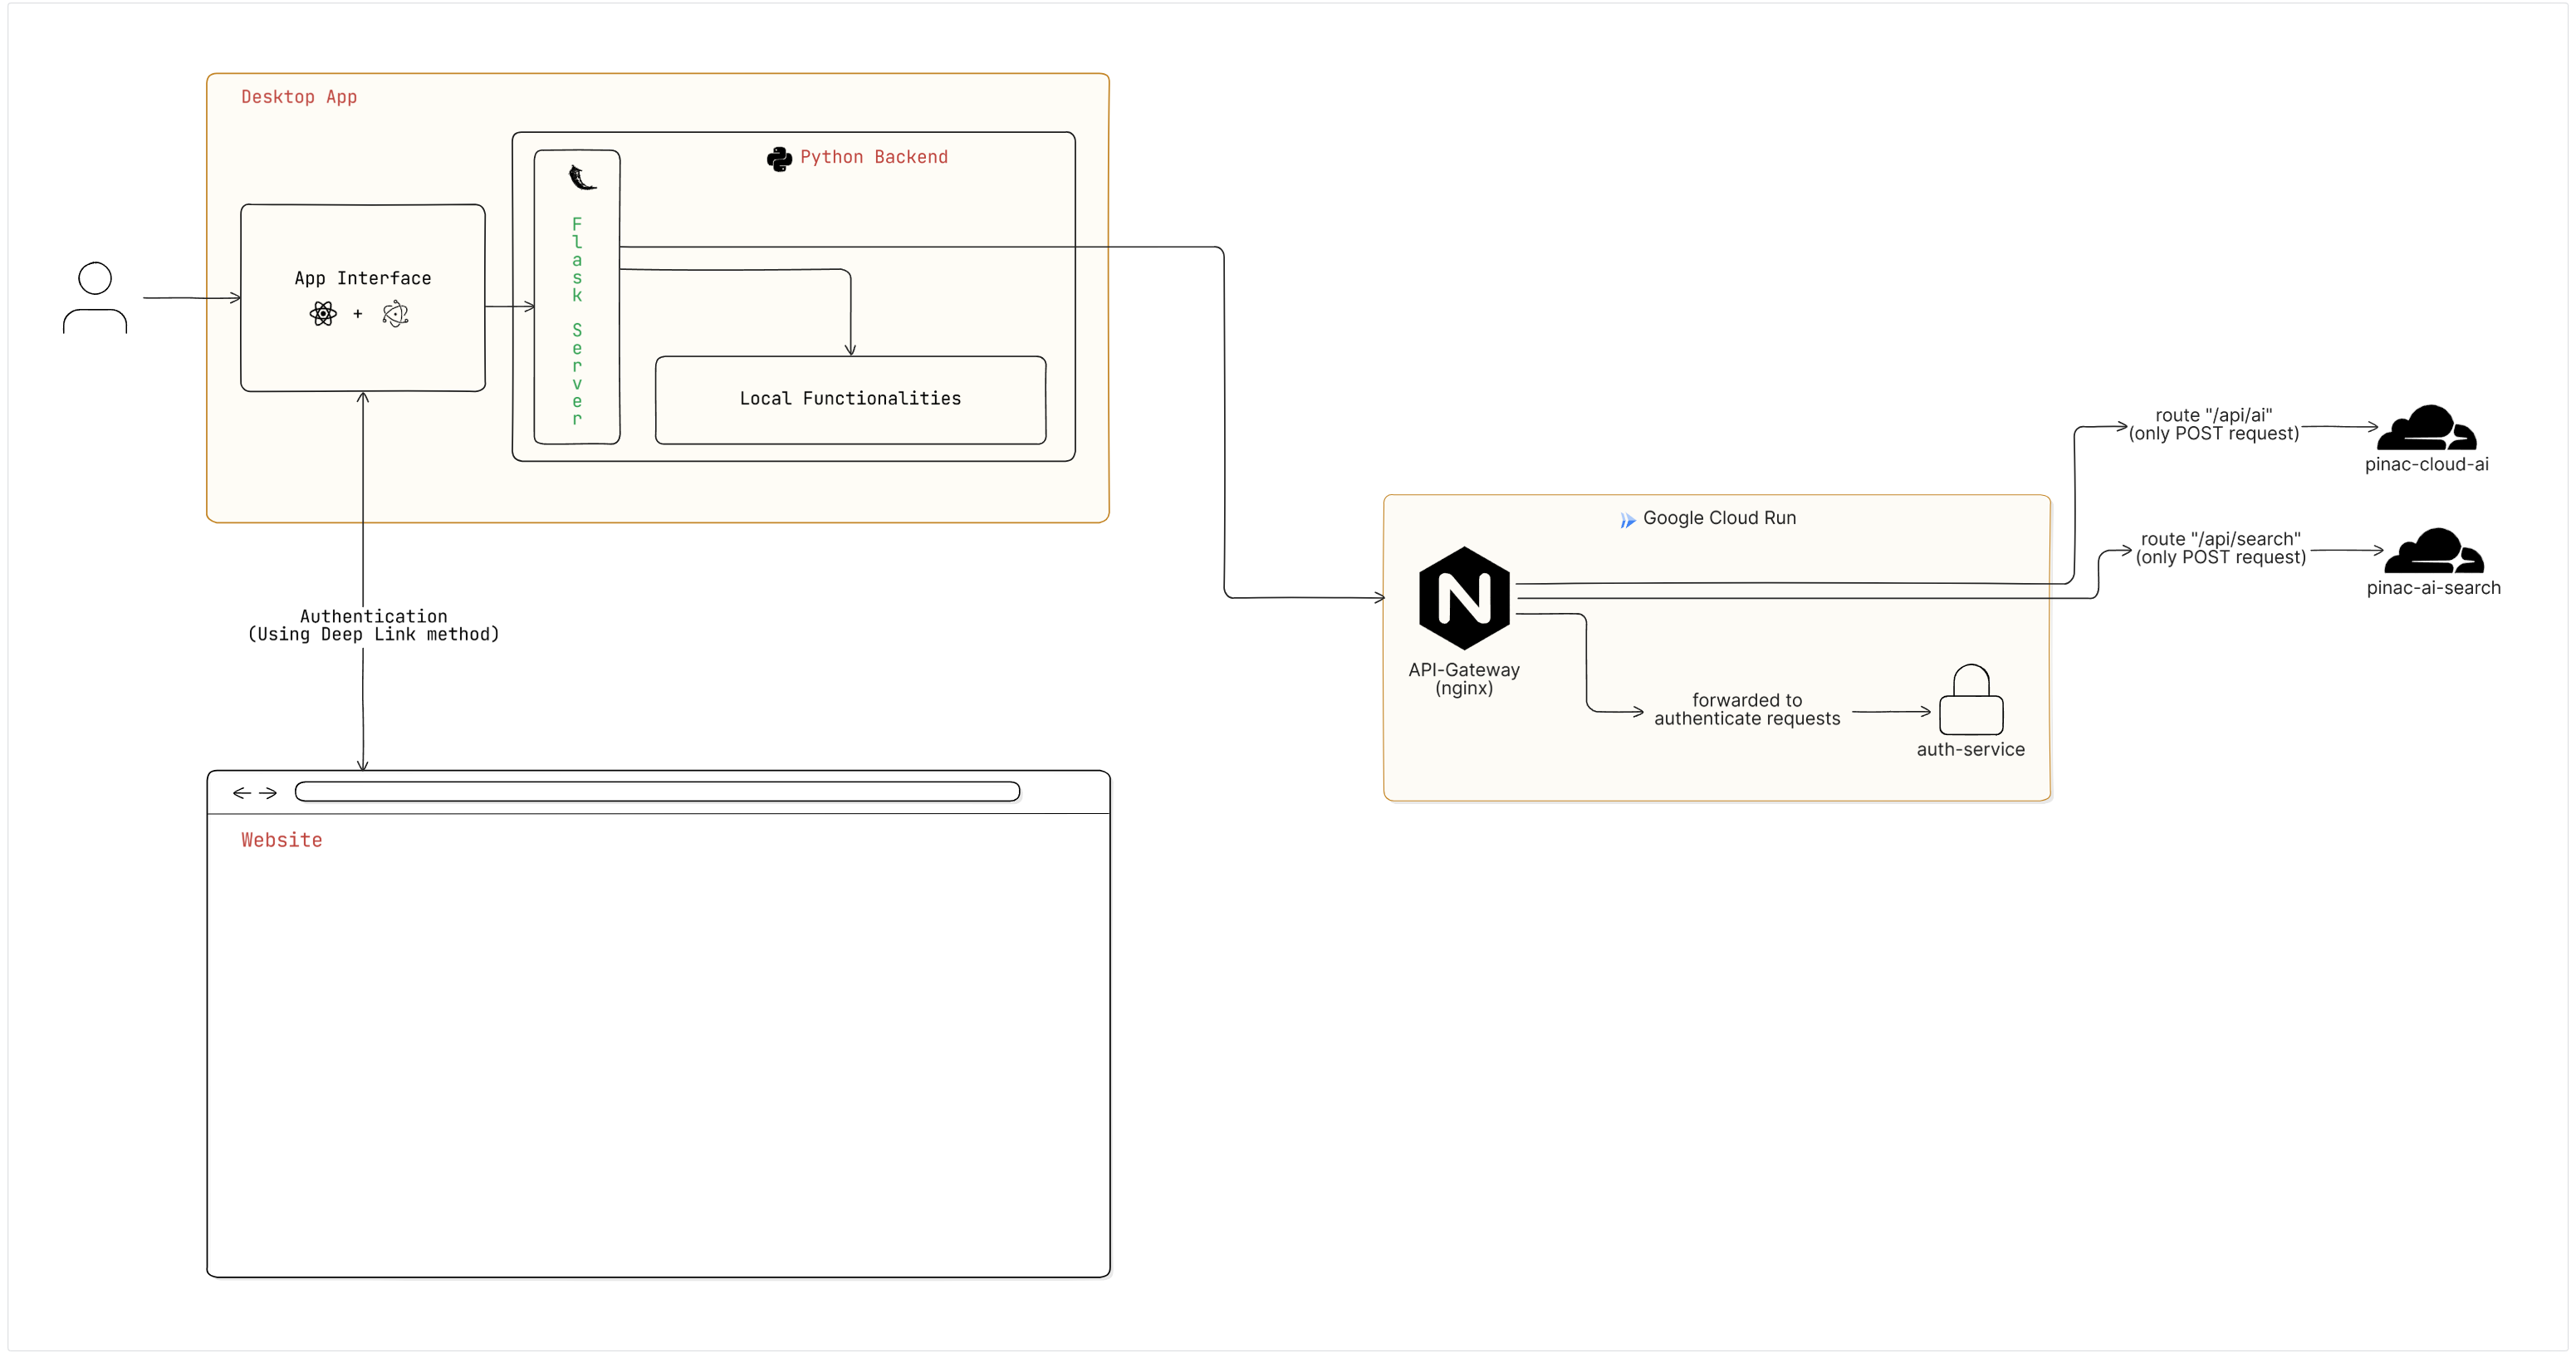 Desktop App
Python Backend
Flask Server
App Interface
+
Local Functionalities
Authentication
(Using Deep Link method)
Website
Google Cloud Run
N
API-Gateway
(nginx)
forwarded to
authenticate requests
auth-service
route "/api/ai"
(only POST request)
pinac-cloud-ai
route "/api/search"
(only POST request)
pinac-ai-search